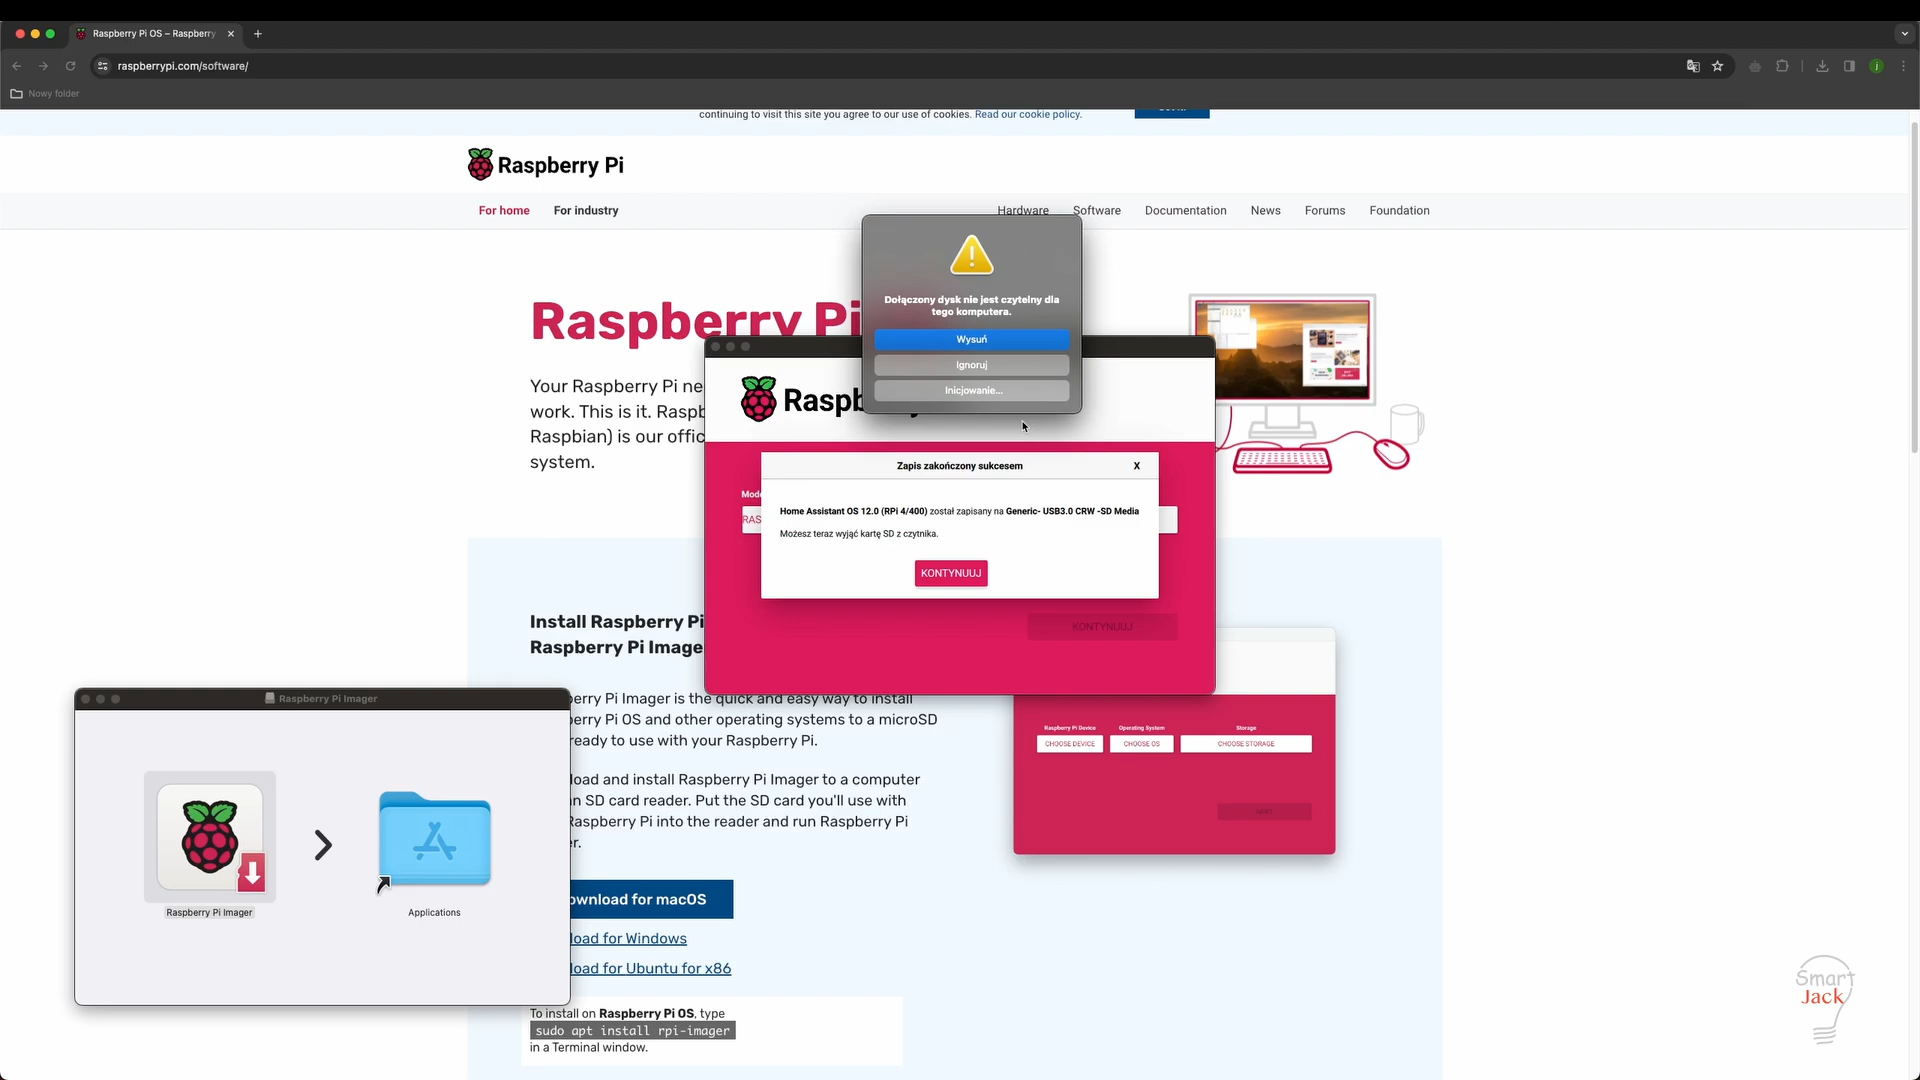 Raspberry Pi OS – Raspberry
raspberrypi.com/software/
Nowy folder
continuing to visit this site you agree to our use of cookies. Read our cookie policy.
Raspberry Pi
For home
For industry
Hardware
Software
Documentation
News
Forums
Foundation
Dołączony dysk nie jest czytelny dla
tego komputera.
Wysuń
Ignoruj
Inicjowanie...
Raspberry Pi
Your Raspberry Pi ne
work. This is it. Raspb
Raspbian) is our offic
system.
Raspb
Mode
RAS
Zapis zakończony sukcesem
X
Home Assistant OS 12.0 (RPi 4/400) został zapisany na Generic- USB3.0 CRW -SD Media
Możesz teraz wyjąć kartę SD z czytnika.
KONTYNUUJ
KONTYNUUJ
Install Raspberry Pi
Raspberry Pi Image
berry Pi Imager is the quick and easy way to install
berry Pi OS and other operating systems to a microSD
ready to use with your Raspberry Pi.
load and install Raspberry Pi Imager to a computer
n SD card reader. Put the SD card you'll use with
Raspberry Pi into the reader and run Raspberry Pi
r.
ownload for macOS
load for Windows
load for Ubuntu for x86
To install on Raspberry Pi OS, type
sudo apt install rpi-imager
in a Terminal window.
Raspberry Pi Device
Operating System
Storage
CHOOSE DEVICE
CHOOSE OS
CHOOSE STORAGE
NEXT
Raspberry Pi Imager
Raspberry Pi Imager
Applications
Smart
Jack